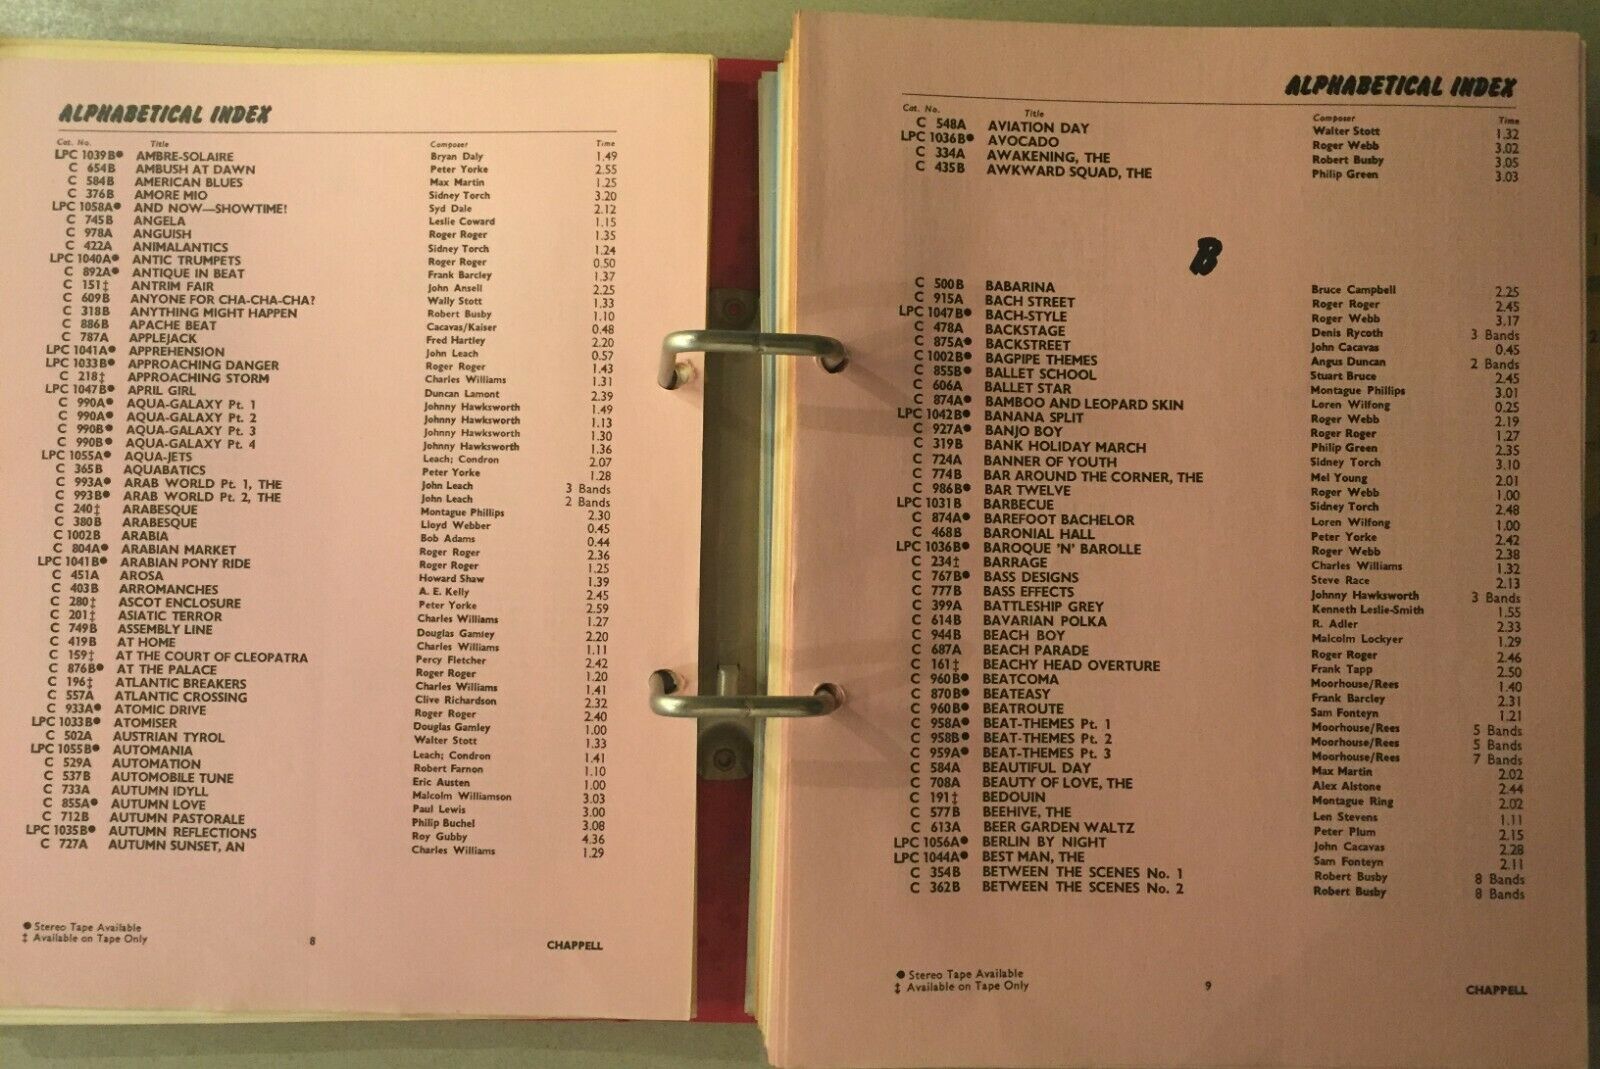 ALPHABETICAL INDEX
Cat. No. Title Composer Time
LPC 1039B● AMBRE-SOLAIRE Bryan Daly 1.49
C 654B AMBUSH AT DAWN Peter Yorke 2.55
C 584B AMERICAN BLUES Max Martin 1.25
C 376B AMORE MIO Sidney Torch 3.20
LPC 1058A● AND NOW—SHOWTIME! Syd Dale 2.12
C 745B ANGELA Leslie Coward 1.15
C 978A ANGUISH Roger Roger 1.35
C 422A ANIMALANTICS Sidney Torch 1.24
LPC 1040A● ANTIC TRUMPETS Roger Roger 0.50
C 892A● ANTIQUE IN BEAT Frank Barcley 1.37
C 151‡ ANTRIM FAIR John Ansell 2.25
C 609B ANYONE FOR CHA-CHA-CHA? Wally Stott 1.33
C 318B ANYTHING MIGHT HAPPEN Robert Busby 1.10
C 886B APACHE BEAT Cacavas/Kaiser 0.48
C 787A APPLEJACK Fred Hartley 2.20
LPC 1041A● APPREHENSION John Leach 0.57
LPC 1033B● APPROACHING DANGER Roger Roger 1.43
C 218‡ APPROACHING STORM Charles Williams 1.31
LPC 1047B● APRIL GIRL Duncan Lamont 2.39
C 990A● AQUA-GALAXY Pt. 1 Johnny Hawksworth 1.49
C 990A● AQUA-GALAXY Pt. 2 Johnny Hawksworth 1.13
C 990B● AQUA-GALAXY Pt. 3 Johnny Hawksworth 1.30
C 990B● AQUA-GALAXY Pt. 4 Johnny Hawksworth 1.36
LPC 1055A● AQUA-JETS Leach; Condron 2.07
C 365B AQUABATICS Peter Yorke 1.28
C 993A● ARAB WORLD Pt. 1, THE John Leach 3 Bands
C 993B● ARAB WORLD Pt. 2, THE John Leach 2 Bands
C 240‡ ARABESQUE Montague Phillips 2.30
C 380B ARABESQUE Lloyd Webber 0.45
C 1002B ARABIA Bob Adams 0.44
C 804A● ARABIAN MARKET Roger Roger 2.36
LPC 1041B● ARABIAN PONY RIDE Roger Roger 1.25
C 451A AROSA Howard Shaw 1.39
C 403B ARROMANCHES A. E. Kelly 2.45
C 280‡ ASCOT ENCLOSURE Peter Yorke 2.59
C 201‡ ASIATIC TERROR Charles Williams 1.27
C 749B ASSEMBLY LINE Douglas Gamley 2.20
C 419B AT HOME Charles Williams 1.11
C 159‡ AT THE COURT OF CLEOPATRA Percy Fletcher 2.42
C 876B● AT THE PALACE Roger Roger 1.20
C 196‡ ATLANTIC BREAKERS Charles Williams 1.41
C 557A ATLANTIC CROSSING Clive Richardson 2.32
C 933A● ATOMIC DRIVE Roger Roger 2.40
LPC 1033B● ATOMISER Douglas Gamley 1.00
C 502A AUSTRIAN TYROL Walter Stott 1.33
LPC 1055B● AUTOMANIA Leach; Condron 1.41
C 529A AUTOMATION Robert Farnon 1.10
C 537B AUTOMOBILE TUNE Eric Austen 1.00
C 733A AUTUMN IDYLL Malcolm Williamson 3.03
C 855A● AUTUMN LOVE Paul Lewis 3.00
C 712B AUTUMN PASTORALE Philip Buchel 3.08
LPC 1035B● AUTUMN REFLECTIONS Roy Gubby 4.36
C 727A AUTUMN SUNSET, AN Charles Williams 1.29
● Stereo Tape Available
‡ Available on Tape Only
8
CHAPPELL
ALPHABETICAL INDEX
Cat. No. Title Composer Time
C 548A AVIATION DAY Walter Stott 1.32
LPC 1036B● AVOCADO Roger Webb 3.02
C 334A AWAKENING, THE Robert Busby 3.05
C 435B AWKWARD SQUAD, THE Philip Green 3.03
B
C 500B BABARINA Bruce Campbell 2.25
C 915A BACH STREET Roger Roger 2.45
LPC 1047B● BACH-STYLE Roger Webb 3.17
C 478A BACKSTAGE Denis Rycoth 3 Bands
C 875A● BACKSTREET John Cacavas 0.45
C 1002B● BAGPIPE THEMES Angus Duncan 2 Bands
C 855B● BALLET SCHOOL Stuart Bruce 2.45
C 606A BALLET STAR Montague Phillips 3.01
C 874A● BAMBOO AND LEOPARD SKIN Loren Wilfong 0.25
LPC 1042B● BANANA SPLIT Roger Webb 2.19
C 927A● BANJO BOY Roger Roger 1.27
C 319B BANK HOLIDAY MARCH Philip Green 2.35
C 724A BANNER OF YOUTH Sidney Torch 3.10
C 774B BAR AROUND THE CORNER, THE Mel Young 2.01
C 986B● BAR TWELVE Roger Webb 1.00
LPC 1031B BARBECUE Sidney Torch 2.48
C 874A● BAREFOOT BACHELOR Loren Wilfong 1.00
C 468B BARONIAL HALL Peter Yorke 2.42
LPC 1036B● BAROQUE 'N' BAROLLE Roger Webb 2.38
C 234‡ BARRAGE Charles Williams 1.32
C 767B● BASS DESIGNS Steve Race 2.13
C 777B BASS EFFECTS Johnny Hawksworth 3 Bands
C 399A BATTLESHIP GREY Kenneth Leslie-Smith 1.55
C 614B BAVARIAN POLKA R. Adler 2.33
C 944B BEACH BOY Malcolm Lockyer 1.29
C 687A BEACH PARADE Roger Roger 2.46
C 161‡ BEACHY HEAD OVERTURE Frank Tapp 2.50
C 960B● BEATCOMA Moorhouse/Rees 1.40
C 870B● BEATEASY Frank Barcley 2.31
C 960B● BEATROUTE Sam Fonteyn 1.21
C 958A● BEAT-THEMES Pt. 1 Moorhouse/Rees 5 Bands
C 958B● BEAT-THEMES Pt. 2 Moorhouse/Rees 5 Bands
C 959A● BEAT-THEMES Pt. 3 Moorhouse/Rees 7 Bands
C 584A BEAUTIFUL DAY Max Martin 2.02
C 708A BEAUTY OF LOVE, THE Alex Alstone 2.44
C 191‡ BEDOUIN Montague Ring 2.02
C 577B BEEHIVE, THE Len Stevens 1.11
C 613A BEER GARDEN WALTZ Peter Plum 2.15
LPC 1056A● BERLIN BY NIGHT John Cacavas 2.28
LPC 1044A● BEST MAN, THE Sam Fonteyn 2.11
C 354B BETWEEN THE SCENES No. 1 Robert Busby 8 Bands
C 362B BETWEEN THE SCENES No. 2 Robert Busby 8 Bands
● Stereo Tape Available
‡ Available on Tape Only
9
CHAPPELL